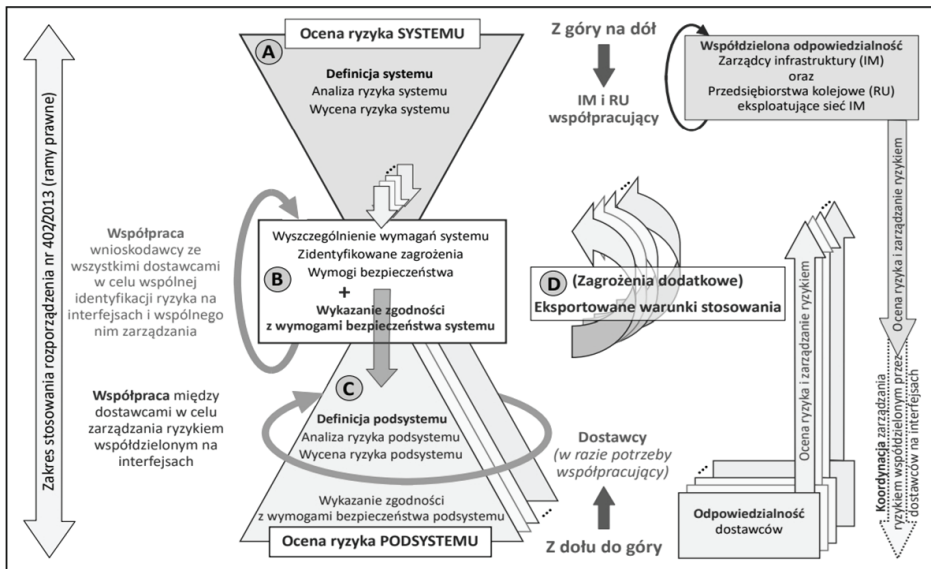 Zakres stosowania rozporządzenia nr 402/2013 (ramy prawne)
Ocena ryzyka SYSTEMU
A
Definicja systemu
Analiza ryzyka systemu
Wycena ryzyka systemu
Z góry na dół
IM i RU
współpracujący
Współdzielona odpowiedzialność
Zarządcy infrastruktury (IM)
oraz
Przedsiębiorstwa kolejowe (RU)
eksploatujące sieć IM
Współpraca
wnioskodawcy ze
wszystkimi dostawcami
w celu wspólnej
identyfikacji ryzyka na
interfejsach i wspólnego
nim zarządzania
B
Wyszczególnienie wymagań systemu
Zidentyfikowane zagrożenia
Wymogi bezpieczeństwa
+
Wykazanie zgodności
z wymogami bezpieczeństwa systemu
D
(Zagrożenia dodatkowe)
Eksportowane warunki stosowania
Współpraca między
dostawcami w celu
zarządzania ryzykiem
współdzielonym na
interfejsach
C
Definicja podsystemu
Analiza ryzyka podsystemu
Wycena ryzyka podsystemu
Wykazanie zgodności
z wymogami bezpieczeństwa podsystemu
Ocena ryzyka PODSYSTEMU
Dostawcy
(w razie potrzeby
współpracujący)
Z dołu do góry
Odpowiedzialność
dostawców
Ocena ryzyka i zarządzanie ryzykiem
Ocena ryzyka i zarządzanie ryzykiem
Koordynacja zarządzania
ryzykiem współdzielonym przez
dostawców na interfejsach